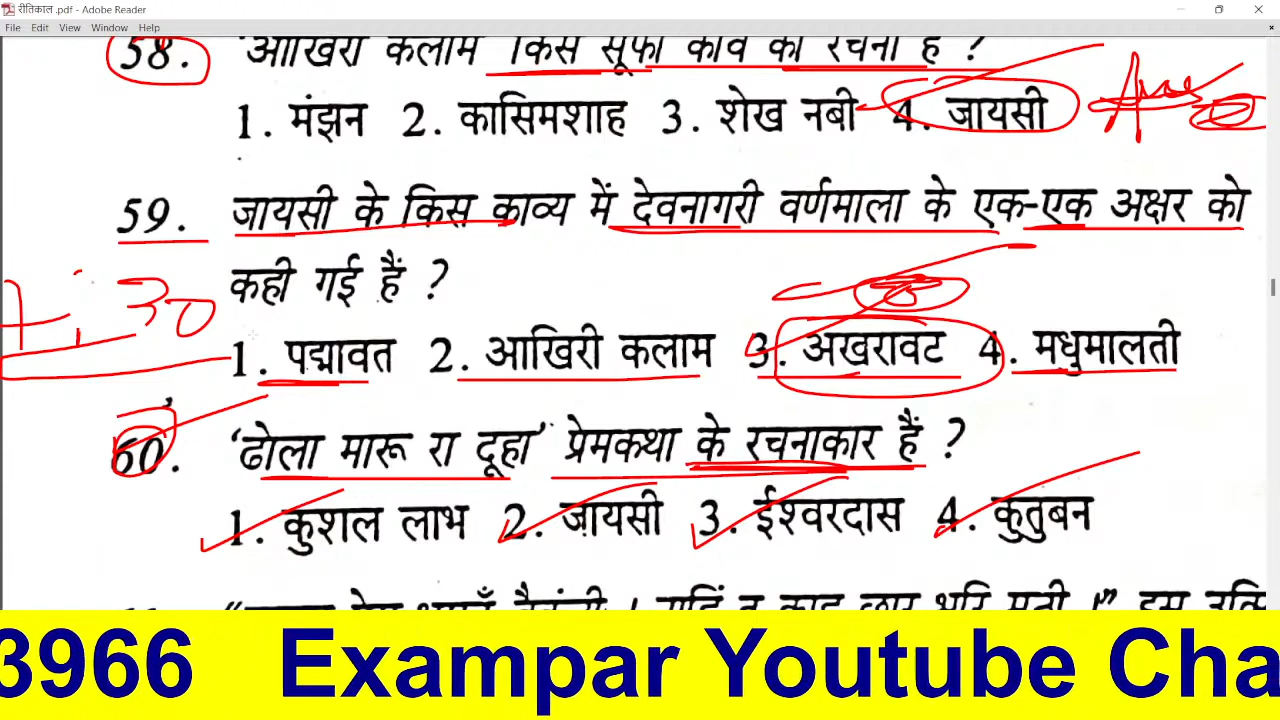 रीतिकाल .pdf - Adobe Reader
File Edit View Window Help
58. 'आखिरी कलाम' किस सूफी कवि की रचना है ?
1. मंझन 2. कासिमशाह 3. शेख नबी 4. जायसी Ans
59. जायसी के किस काव्य में देवनागरी वर्णमाला के एक-एक अक्षर को
कही गई हैं ?
30
1. पद्मावत 2. आखिरी कलाम 3. अखरावट 4. मधुमालती
60. 'ढोला मारू रा दूहा' प्रेमकथा के रचनाकार हैं ?
1. कुशल लाभ 2. जायसी 3. ईश्वरदास 4. कुतुबन
3966 Exampar Youtube Cha